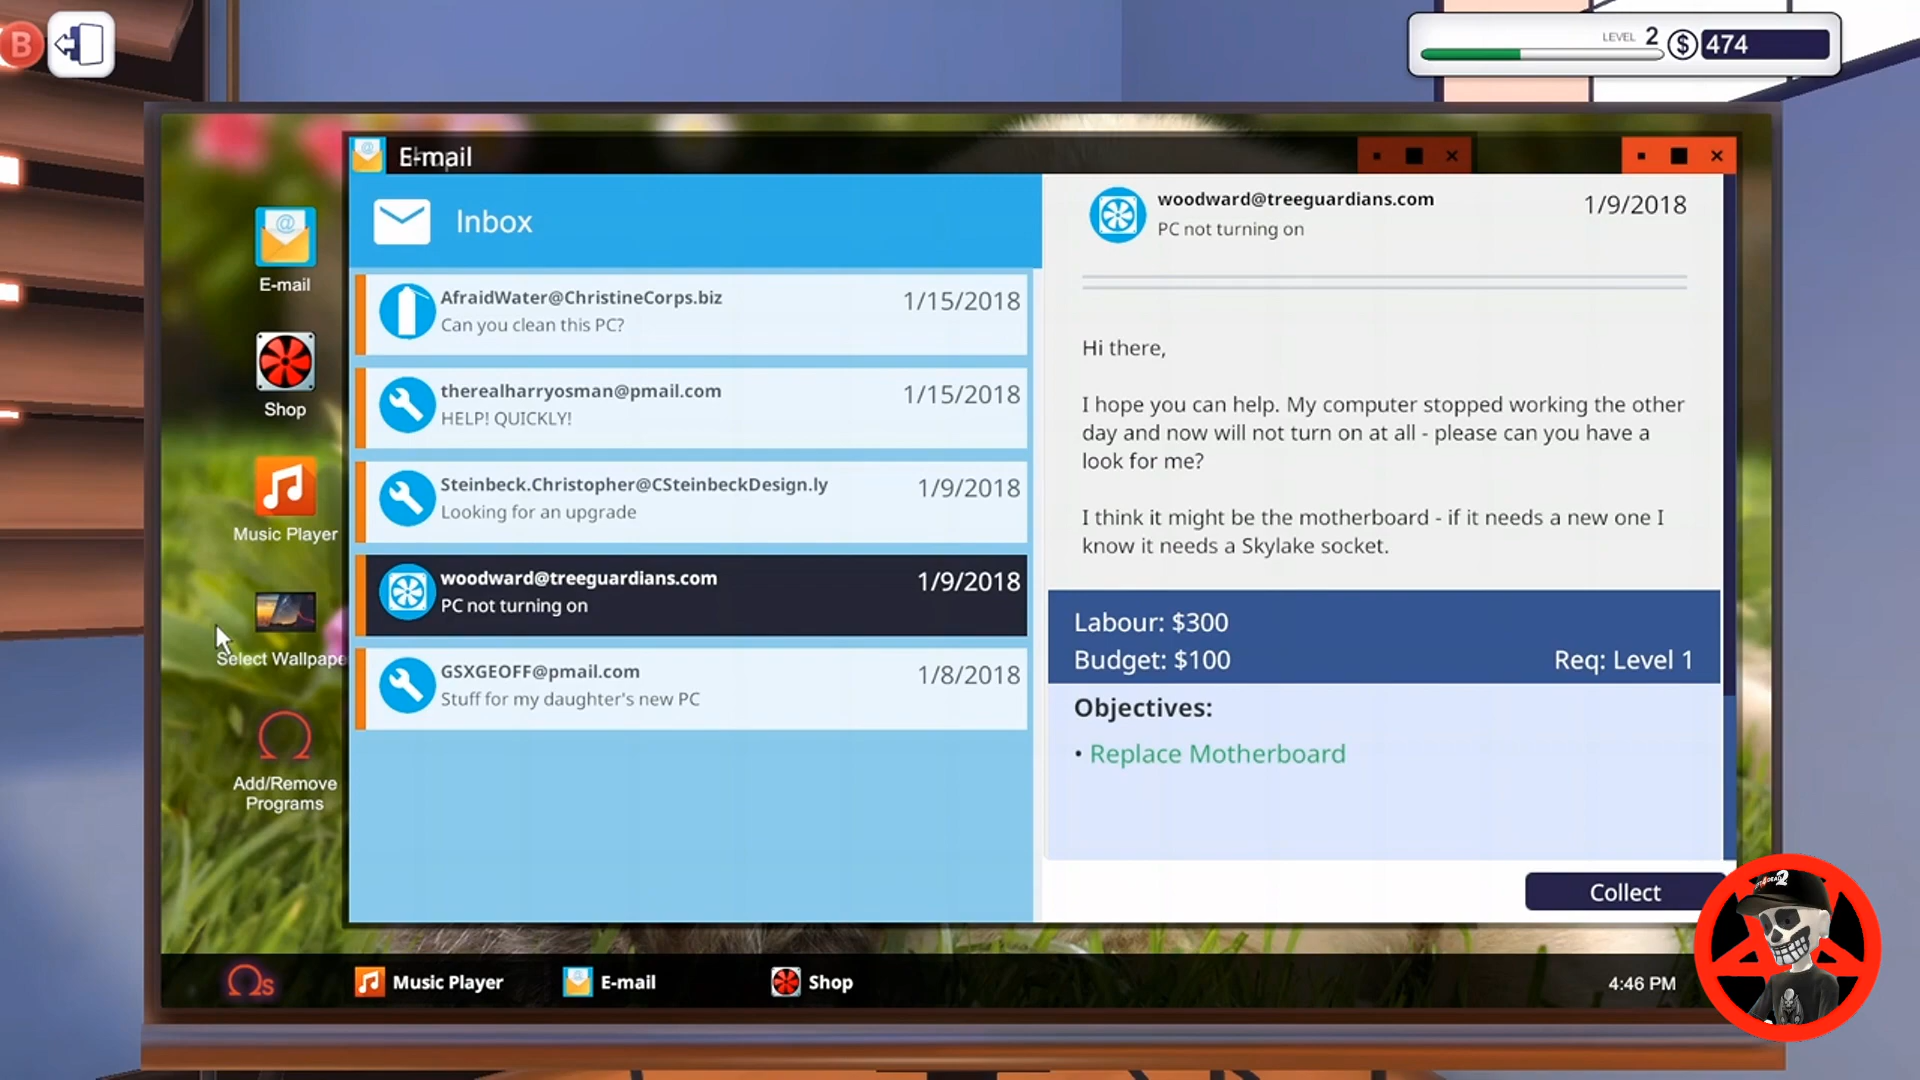 B
LEVEL 2
$ 474
E-mail
Inbox
AfraidWater@ChristineCorps.biz
1/15/2018
Can you clean this PC?
therealharryosman@pmail.com
1/15/2018
HELP! QUICKLY!
Steinbeck.Christopher@CSteinbeckDesign.ly
1/9/2018
Looking for an upgrade
woodward@treeguardians.com
1/9/2018
PC not turning on
GSXGEOFF@pmail.com
1/8/2018
Stuff for my daughter's new PC
woodward@treeguardians.com
1/9/2018
PC not turning on
Hi there,
I hope you can help. My computer stopped working the other
day and now will not turn on at all - please can you have a
look for me?
I think it might be the motherboard - if it needs a new one I
know it needs a Skylake socket.
Labour: $300
Budget: $100
Req: Level 1
Objectives:
• Replace Motherboard
Collect
E-mail
Shop
Music Player
Select Wallpape
Add/Remove
Programs
Ωs
Music Player
E-mail
Shop
4:46 PM